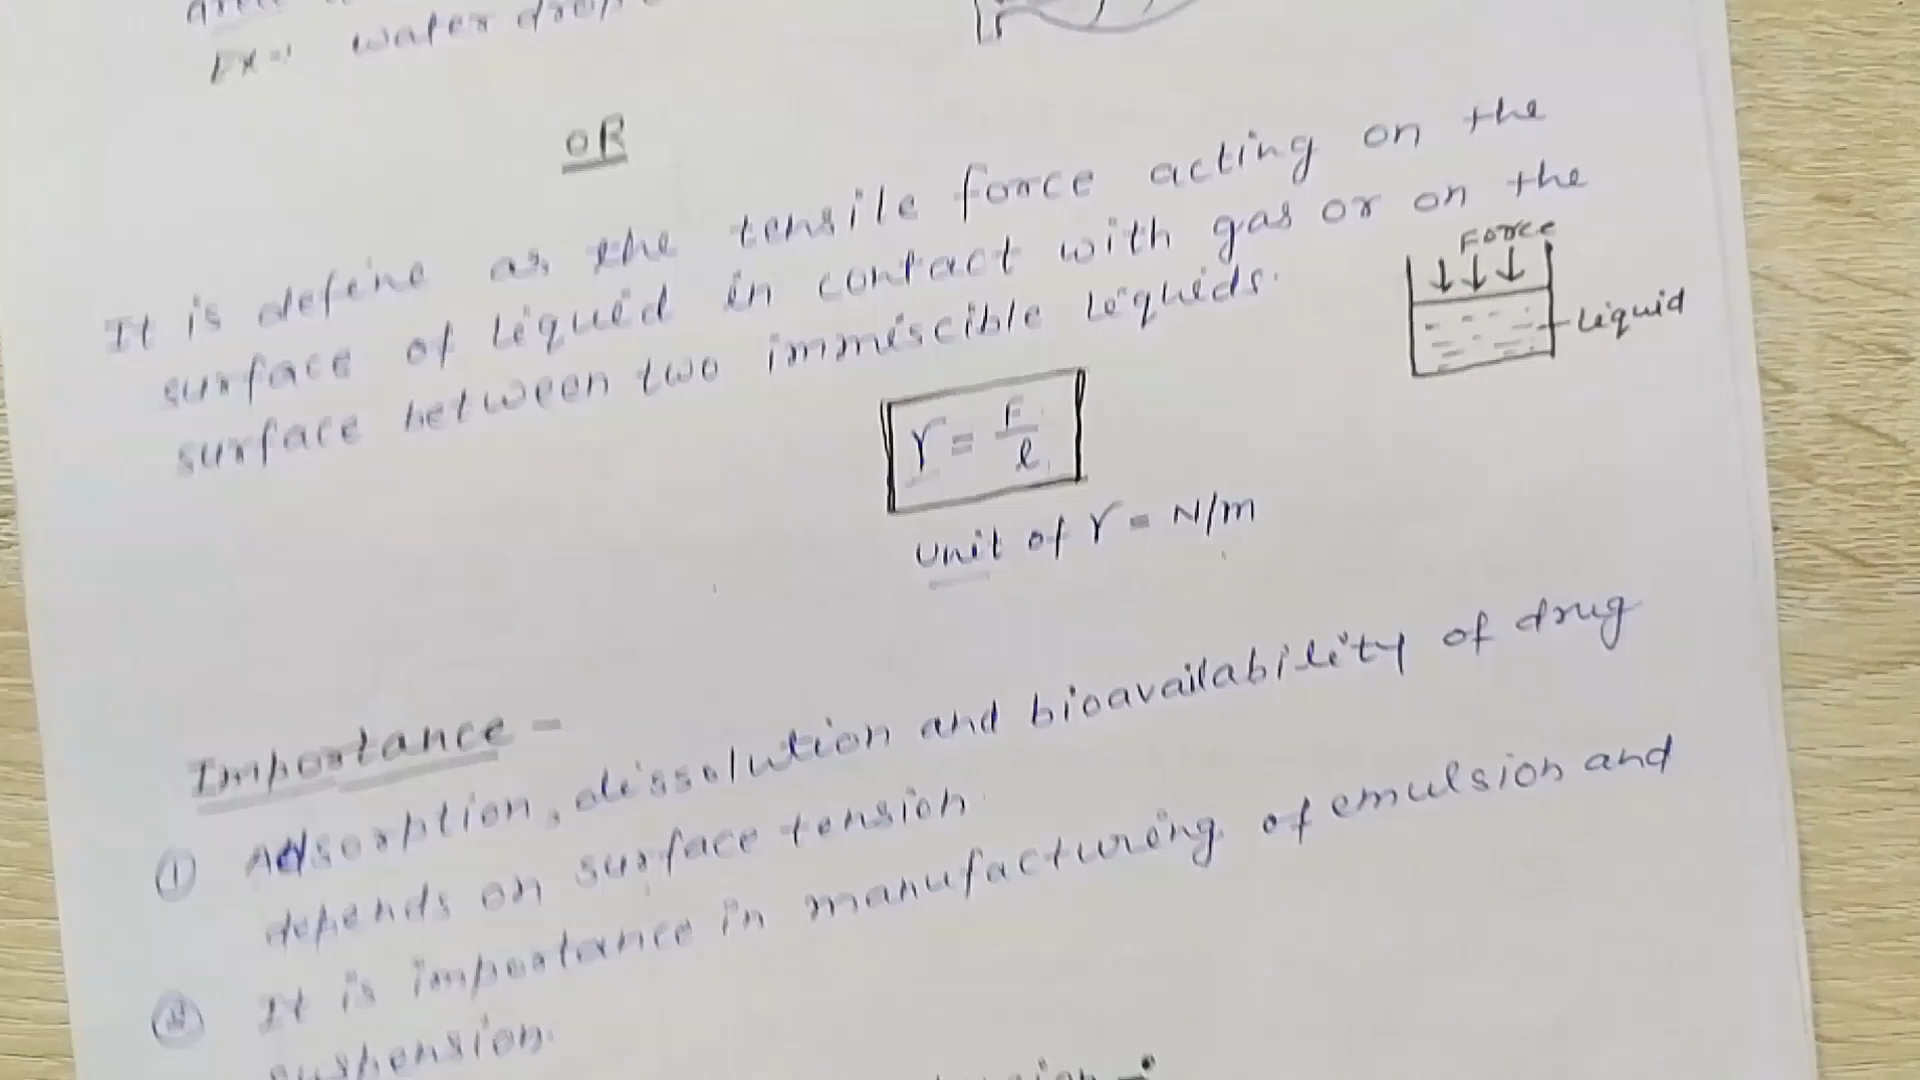 Ex=> water drop
OR
It is define as the tensile force acting on the
surface of liquid in contact with gas or on the
surface between two immiscible liquids.
Force
Liquid
γ = F/l
Unit of γ = N/m
Importance -
① Adsorption, dissolution and bioavailability of drug
depends on surface tension
② It is importance in manufacturing of emulsion and
suspension.